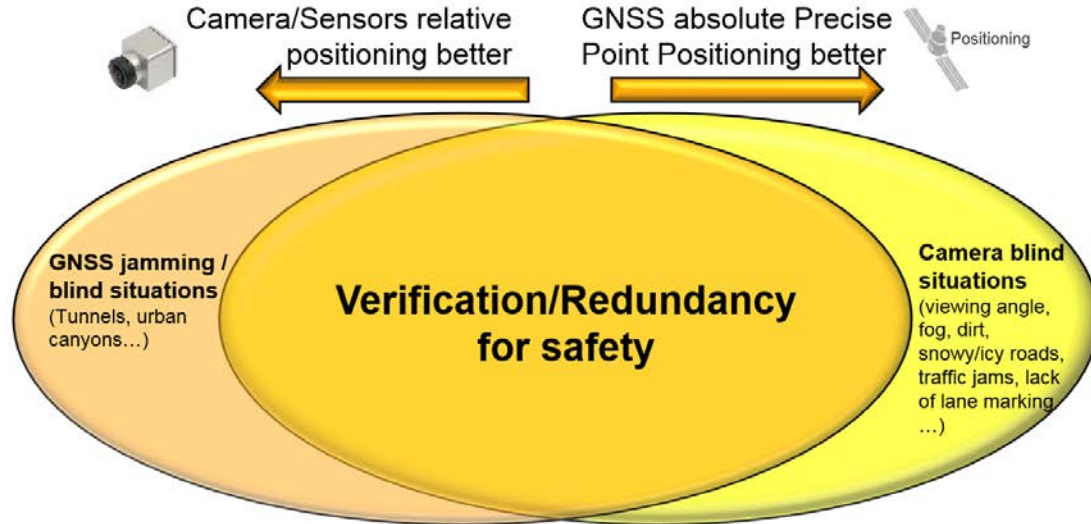 Camera/Sensors relative
positioning better
GNSS absolute Precise
Point Positioning better
Positioning
GNSS jamming /
blind situations
(Tunnels, urban
canyons…)
Verification/Redundancy
for safety
Camera blind
situations
(viewing angle,
fog, dirt,
snowy/icy roads,
traffic jams, lack
of lane marking,
…)